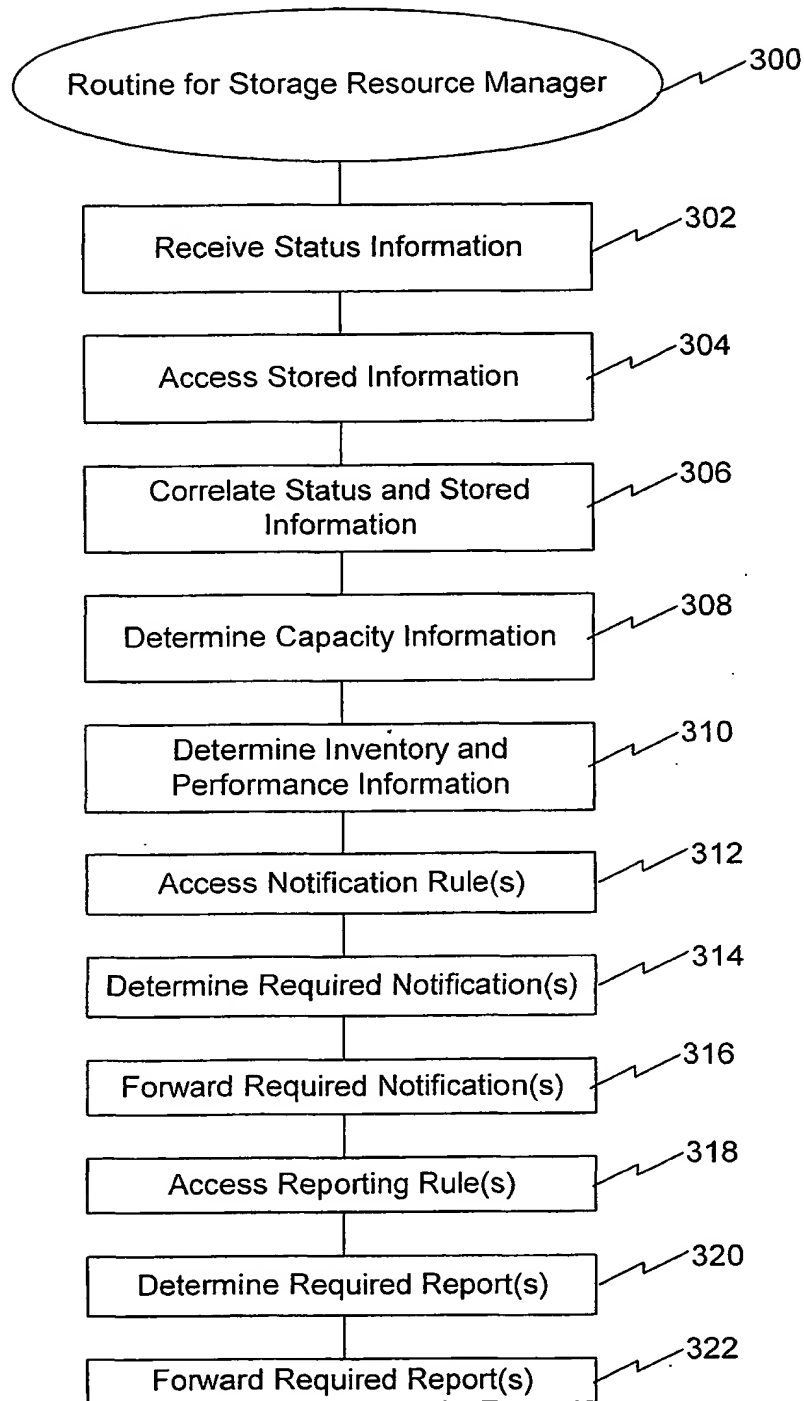 Routine for Storage Resource Manager
300
Receive Status Information
302
Access Stored Information
304
Correlate Status and Stored
Information
306
Determine Capacity Information
308
Determine Inventory and
Performance Information
310
Access Notification Rule(s)
312
Determine Required Notification(s)
314
Forward Required Notification(s)
316
Access Reporting Rule(s)
318
Determine Required Report(s)
320
Forward Required Report(s)
322